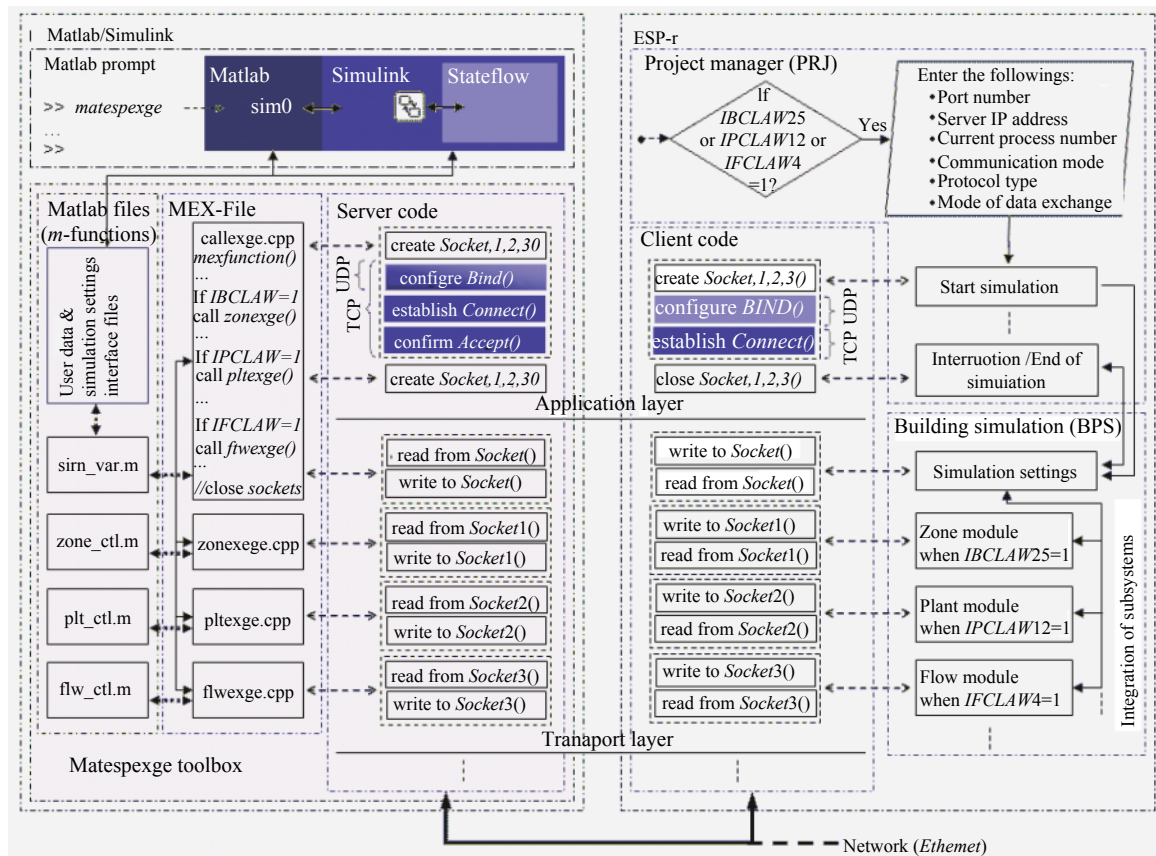 Matlab/Simulink
Matlab prompt
>> matespexge
...
>>
Matlab
Simulink
Stateflow
sim0
Matlab files
(m-functions)
User data &
simulation settings
interface files
sirn_var.m
zone_ctl.m
plt_ctl.m
flw_ctl.m
MEX-File
callexge.cpp
mexfunction()
...
If IBCLAW=1
call zonexge()
...
If IPCLAW=1
call pltexge()
...
If IFCLAW=1
call ftwexge()
...
//close sockets
zonexege.cpp
pltexge.cpp
flwexge.cpp
Matespexge toolbox
Server code
create Socket,1,2,30
UDP
TCP
configre Bind()
establish Connect()
confirm Accept()
create Socket,1,2,30
Application layer
read from Socket()
write to Socket()
read from Socket1()
write to Socket1()
read from Socket2()
write to Socket2()
read from Socket3()
write to Socket3()
Tranaport layer
ESP-r
Project manager (PRJ)
If
IBCLAW25
or IPCLAW12 or
IFCLAW4
=1?
Yes
Enter the followings:
◆Port number
◆Server IP address
◆Current process number
◆Communication mode
◆Protocol type
◆Mode of data exchange
Client code
create Socket,1,2,3()
configure BIND()
establish Connect()
TCP UDP
close Socket,1,2,3()
Start simulation
Interruotion /End of
simuiation
write to Socket()
read from Socket()
write to Socket1()
read from Socket1()
write to Socket2()
read from Socket2()
write to Socket3()
read from Socket3()
Building simulation (BPS)
Simulation settings
Zone module
when IBCLAW25=1
Plant module
when IPCLAW12=1
Flow module
when IFCLAW4=1
Integration of subsystems
Network (Ethemet)